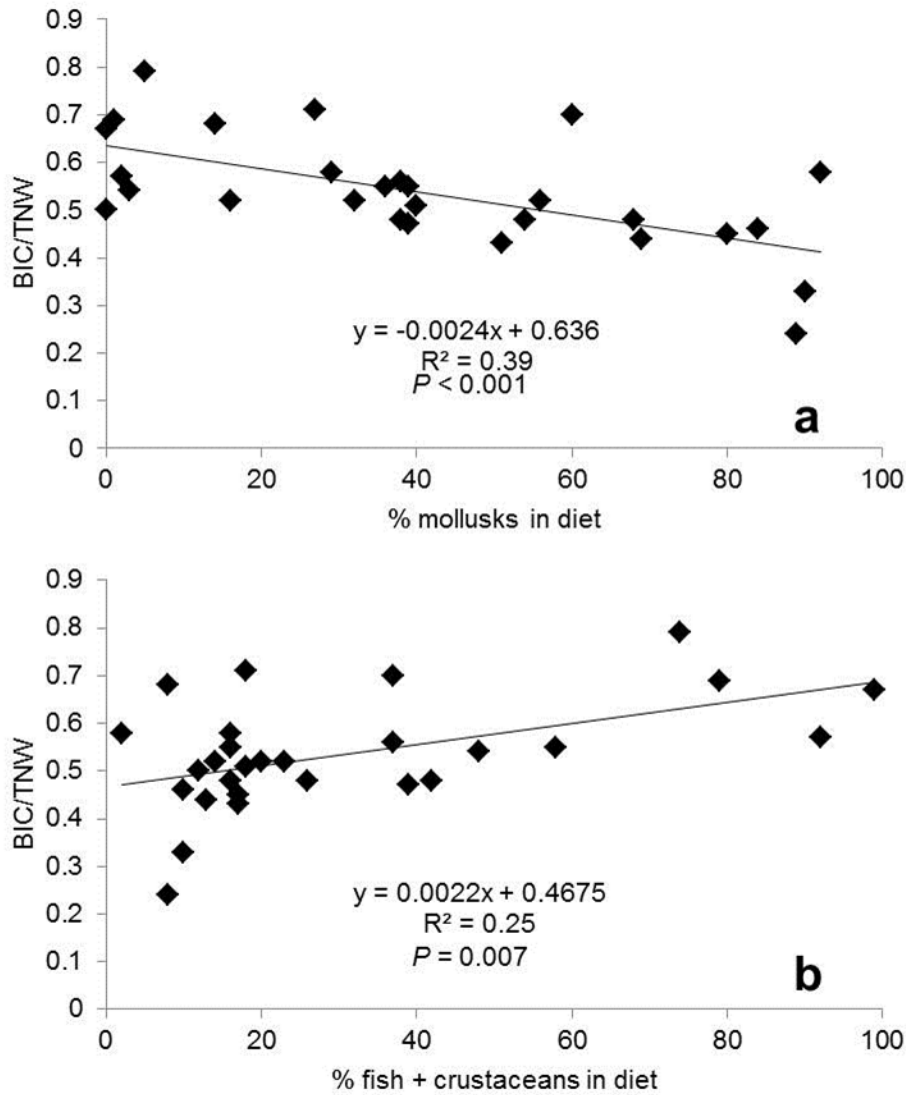 0.9
0.8
0.7
0.6
0.5
0.4
0.3
0.2
0.1
0
BIC/TNW
y = -0.0024x + 0.636
R² = 0.39
P < 0.001
a
0 20 40 60 80 100
% mollusks in diet
0.9
0.8
0.7
0.6
0.5
0.4
0.3
0.2
0.1
0
BIC/TNW
y = 0.0022x + 0.4675
R² = 0.25
P = 0.007
b
0 20 40 60 80 100
% fish + crustaceans in diet